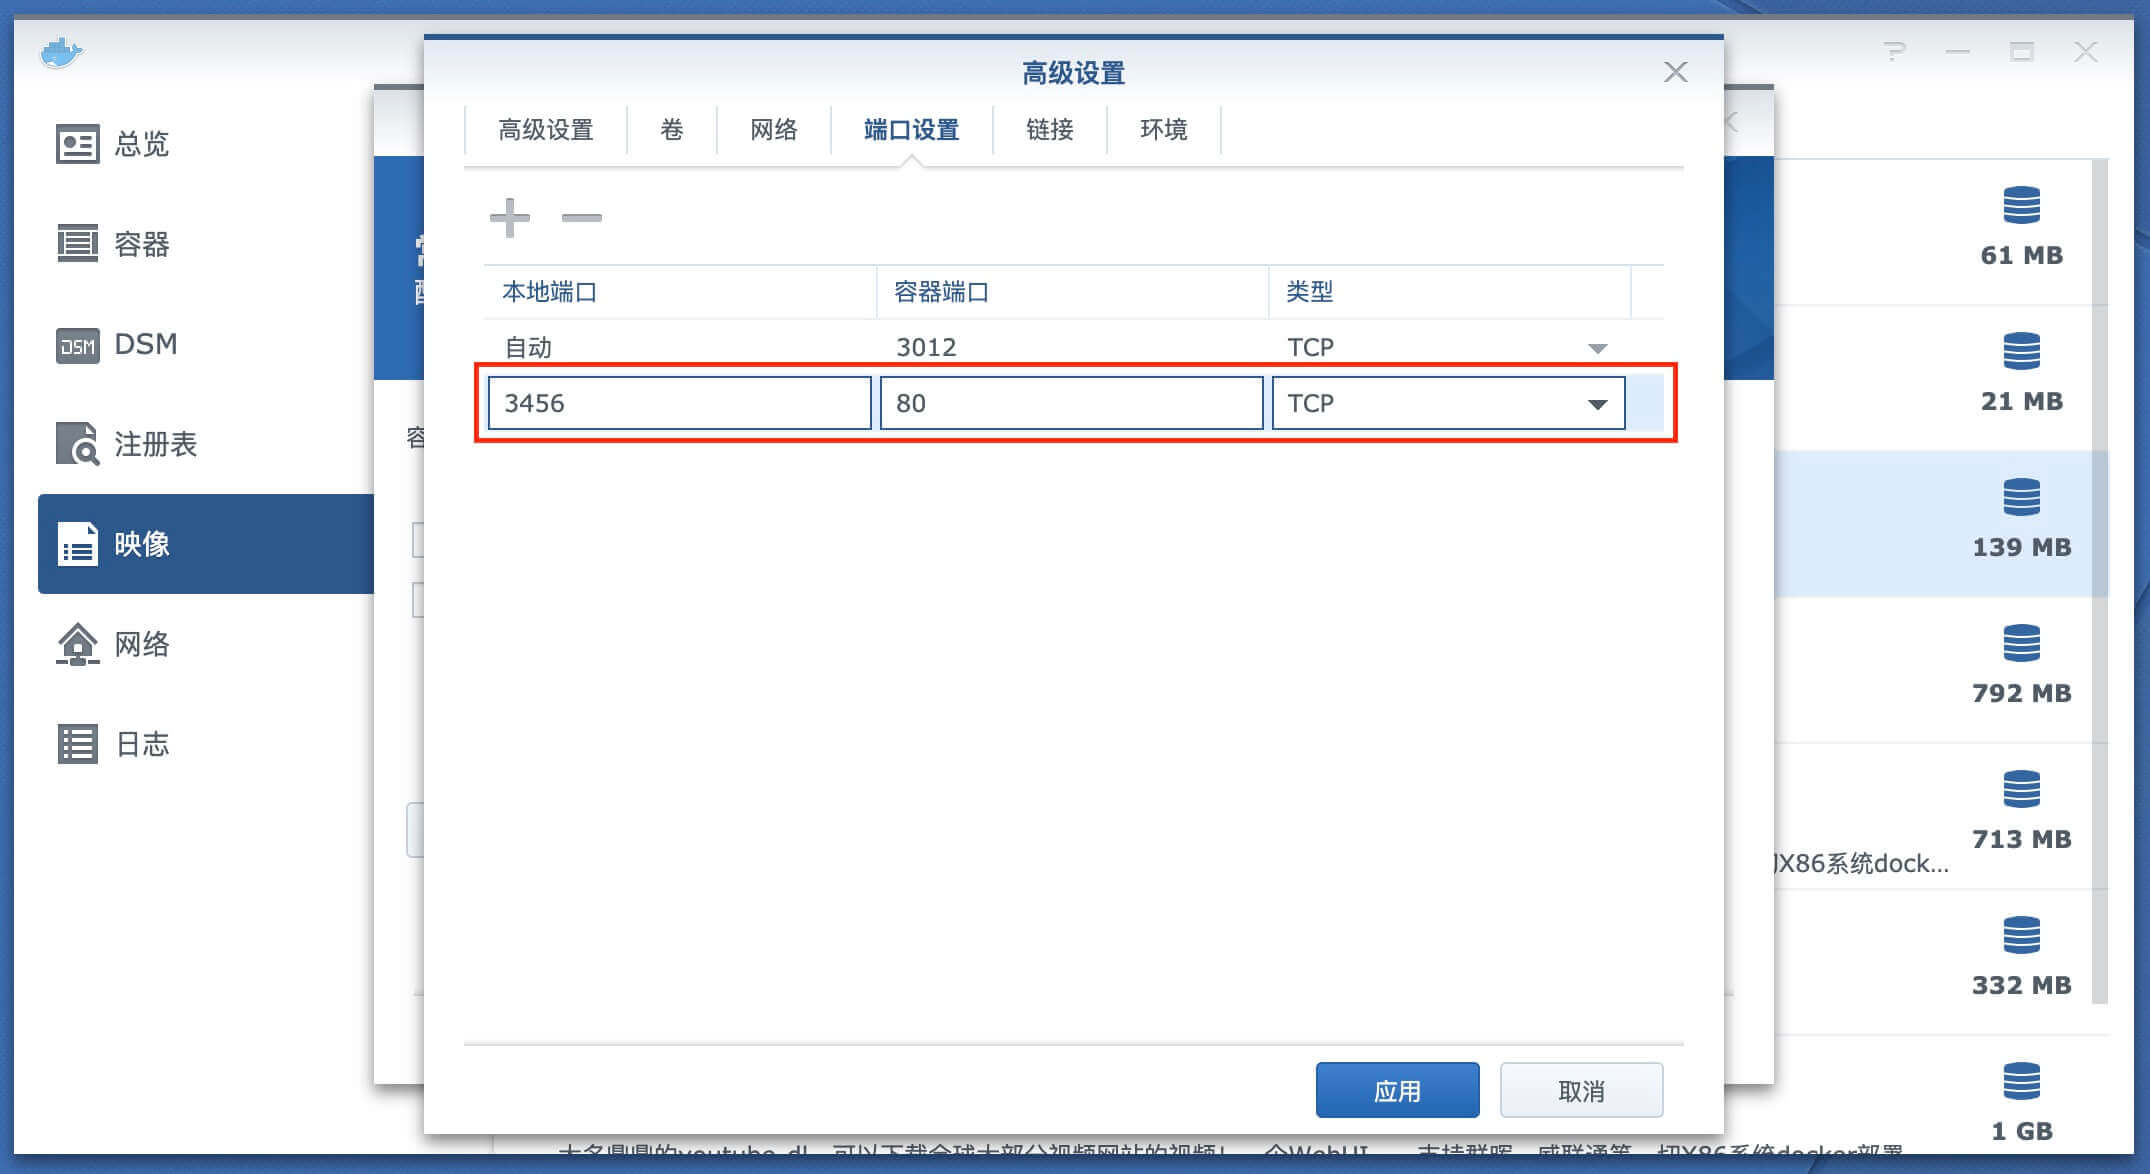 高级设置
高级设置 卷 网络 端口设置 链接 环境
本地端口 容器端口 类型
自动 3012 TCP
3456 80 TCP
应用 取消
总览
容器
DSM
DSM
注册表
映像
网络
日志
容
61 MB
21 MB
139 MB
792 MB
713 MB
X86系统dock...
332 MB
1 GB